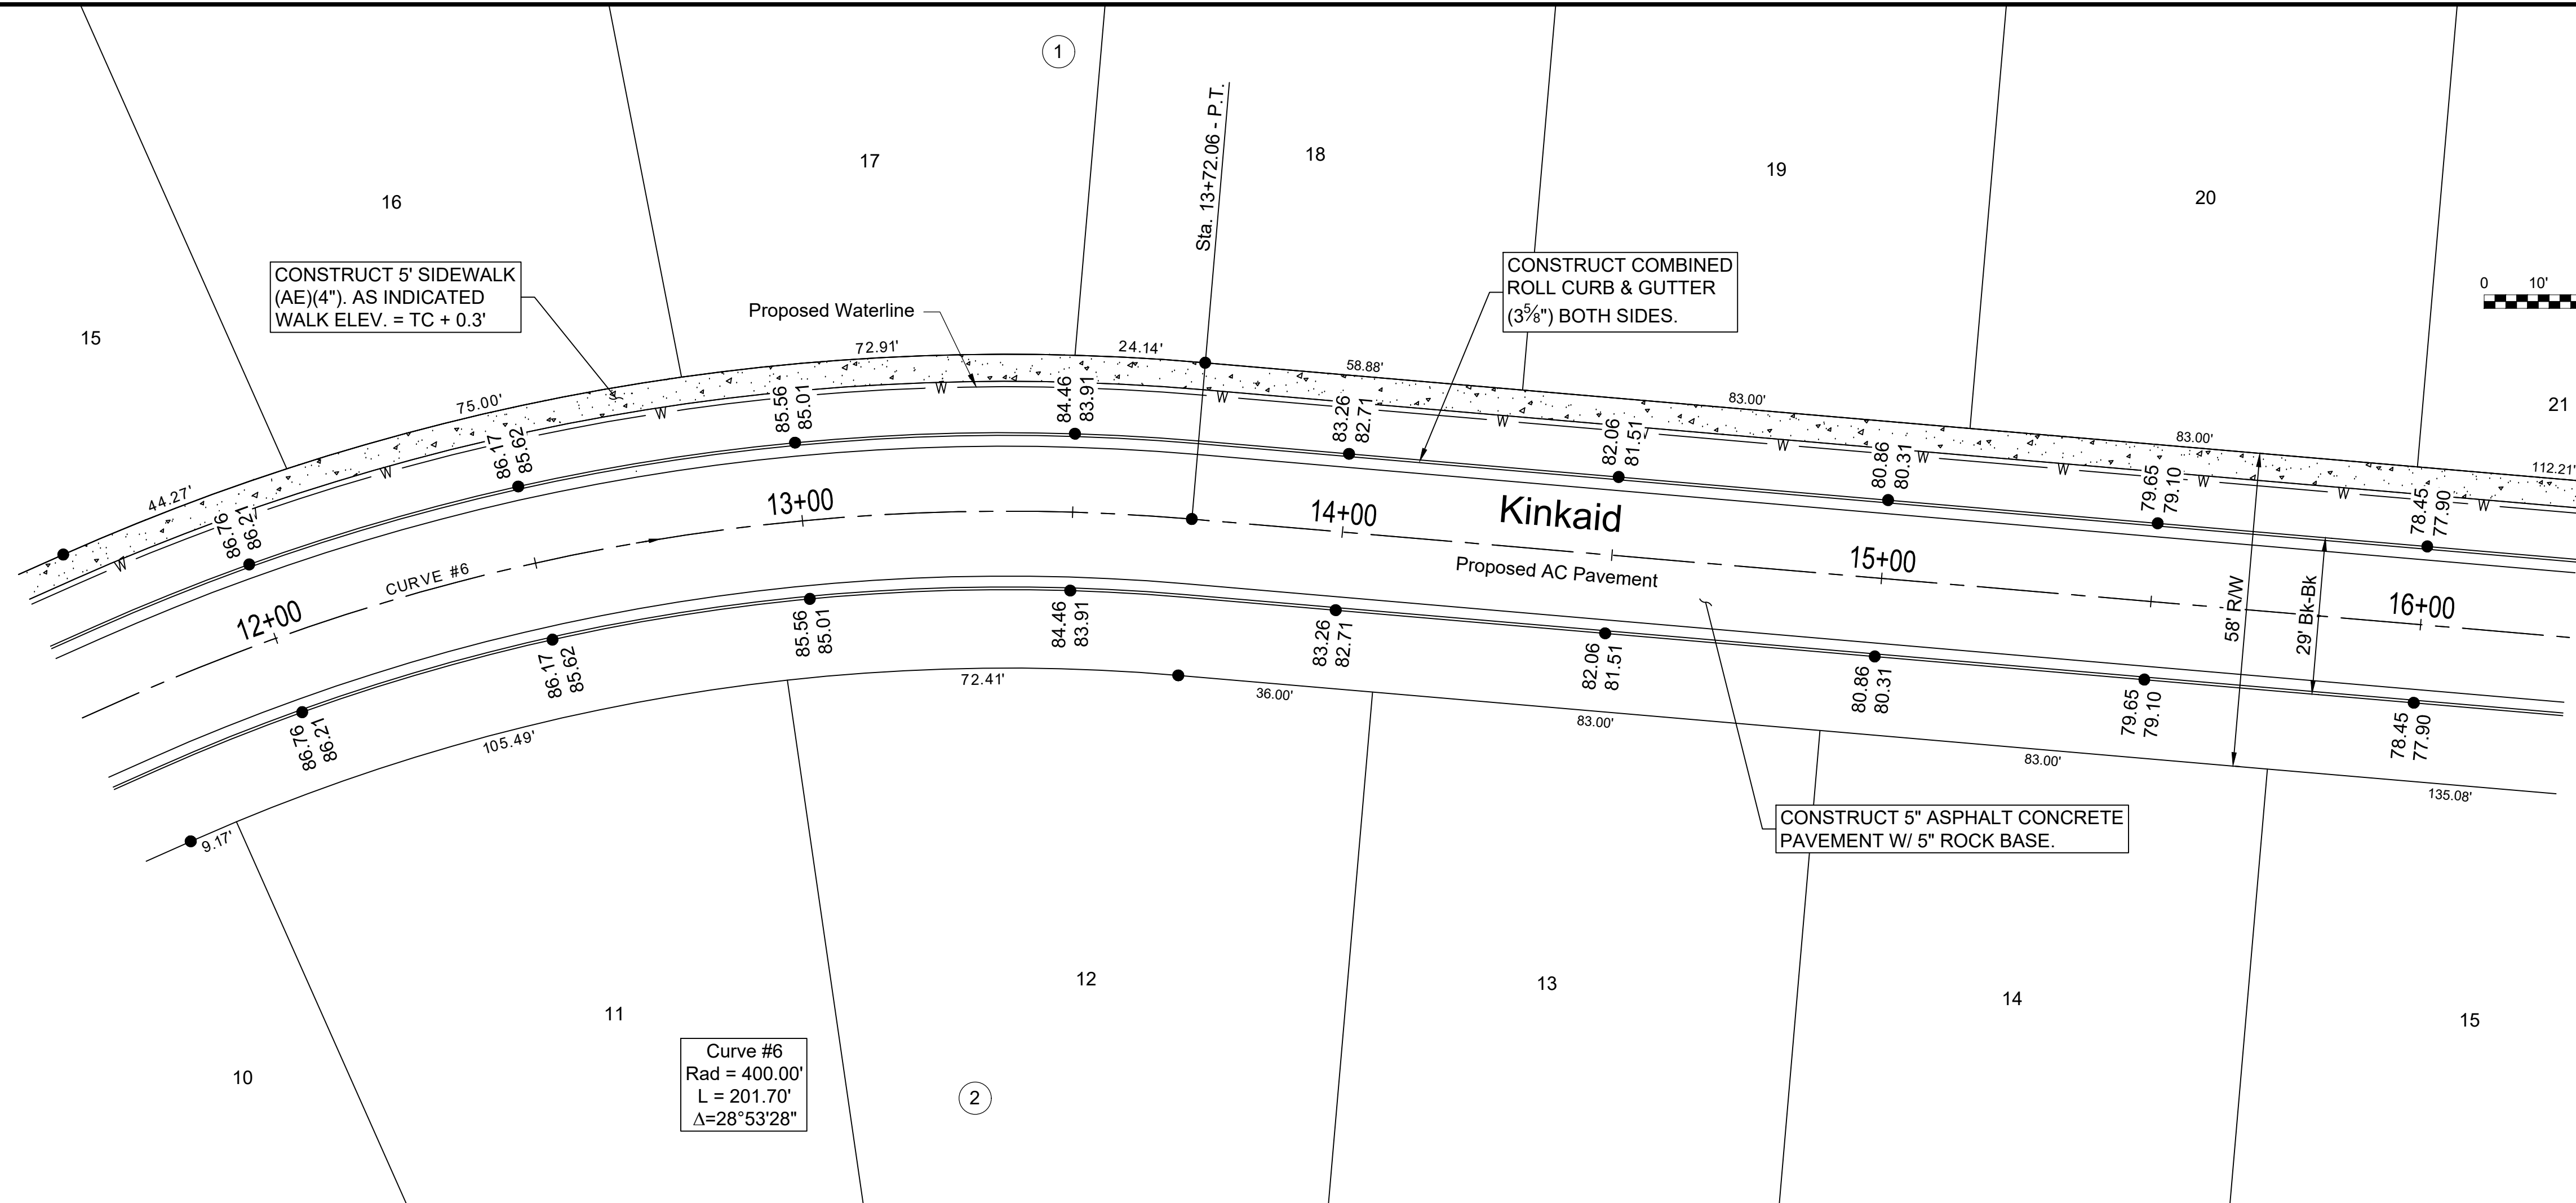 1
15
16
17
18
19
20
21
Sta. 13+72.06 - P.T.
CONSTRUCT 5' SIDEWALK
(AE)(4"). AS INDICATED
WALK ELEV. = TC + 0.3'
Proposed Waterline
CONSTRUCT COMBINED
ROLL CURB & GUTTER
(3⅝") BOTH SIDES.
0 10'
44.27'
75.00'
72.91'
24.14'
58.88'
83.00'
83.00'
112.21'
W
W
W
W
W
W
W
W
W
W
W
W
W
86.76
86.21
86.17
85.62
85.56
85.01
84.46
83.91
83.26
82.71
82.06
81.51
80.86
80.31
79.65
79.10
78.45
77.90
12+00
CURVE #6
13+00
14+00
Kinkaid
Proposed AC Pavement
15+00
58' R/W
29' Bk-Bk
16+00
86.76
86.21
86.17
85.62
85.56
85.01
84.46
83.91
83.26
82.71
82.06
81.51
80.86
80.31
79.65
79.10
78.45
77.90
9.17'
105.49'
72.41'
36.00'
83.00'
83.00'
135.08'
CONSTRUCT 5" ASPHALT CONCRETE
PAVEMENT W/ 5" ROCK BASE.
10
11
12
13
14
15
Curve #6
Rad = 400.00'
L = 201.70'
Δ=28°53'28"
2